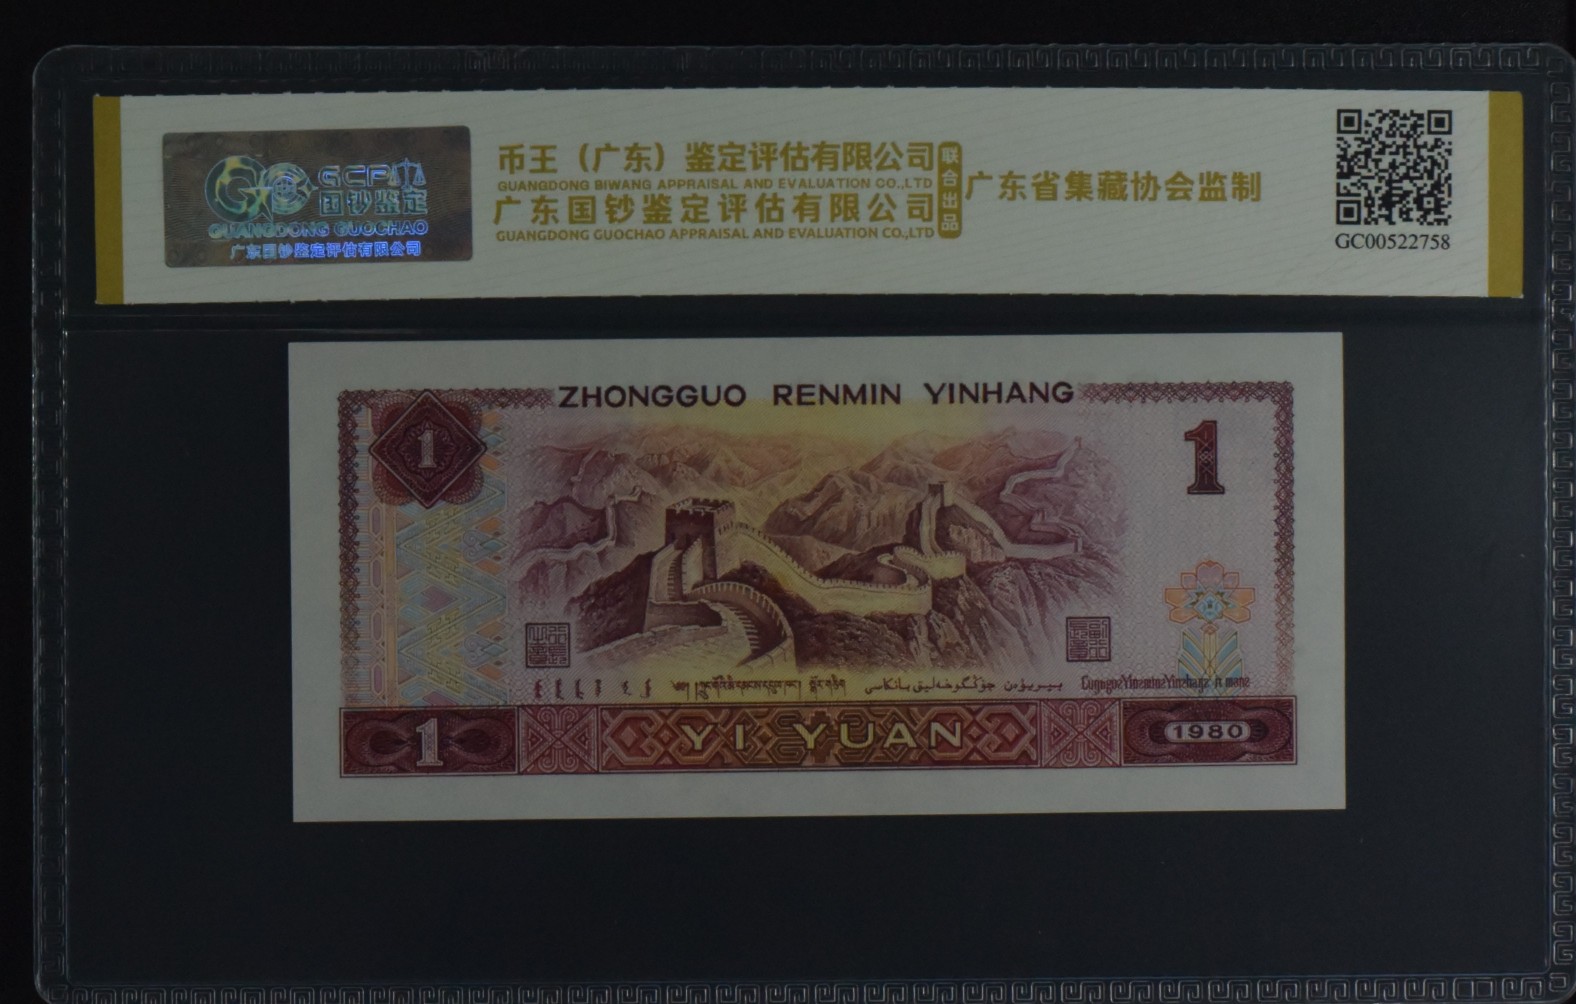 GCP
国钞鉴定
GUANGDONG GUOCHAO
广东国钞鉴定评估有限公司
币王（广东）鉴定评估有限公司
GUANGDONG BIWANG APPRAISAL AND EVALUATION CO.,LTD
广东国钞鉴定评估有限公司
GUANGDONG GUOCHAO APPRAISAL AND EVALUATION CO.,LTD
联合出品
广东省集藏协会监制
GC00522758
ZHONGGUO RENMIN YINHANG
1
1
1
YI YUAN
1980